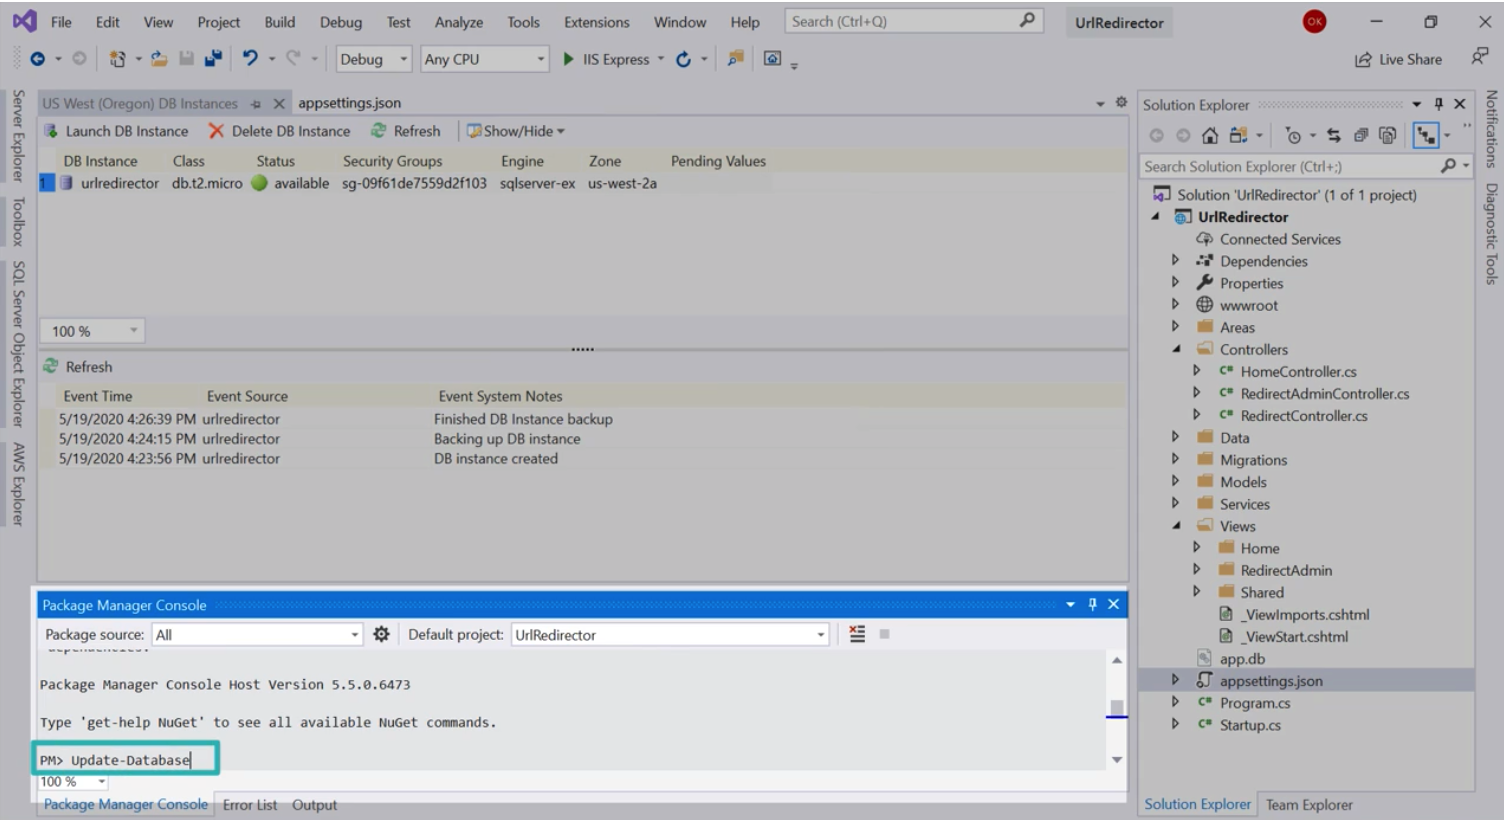 File Edit View Project Build Debug Test Analyze Tools Extensions Window Help Search (Ctrl+Q) UrlRedirector OK
Debug Any CPU IIS Express Live Share
Server Explorer
Toolbox
SQL Server Object Explorer
AWS Explorer
US West (Oregon) DB Instances appsettings.json
Launch DB Instance Delete DB Instance Refresh Show/Hide
DB Instance Class Status Security Groups Engine Zone Pending Values
1 urlredirector db.t2.micro available sg-09f61de7559d2f103 sqlserver-ex us-west-2a
100 %
Refresh
Event Time Event Source Event System Notes
5/19/2020 4:26:39 PM urlredirector Finished DB Instance backup
5/19/2020 4:24:15 PM urlredirector Backing up DB instance
5/19/2020 4:23:56 PM urlredirector DB instance created
Package Manager Console
Package source: All Default project: UrlRedirector
dependencies.
Package Manager Console Host Version 5.5.0.6473
Type 'get-help NuGet' to see all available NuGet commands.
PM> Update-Database
100 %
Package Manager Console Error List Output
Solution Explorer
Search Solution Explorer (Ctrl+;)
Solution 'UrlRedirector' (1 of 1 project)
UrlRedirector
Connected Services
Dependencies
Properties
wwwroot
Areas
Controllers
C# HomeController.cs
C# RedirectAdminController.cs
C# RedirectController.cs
Data
Migrations
Models
Services
Views
Home
RedirectAdmin
Shared
_ViewImports.cshtml
_ViewStart.cshtml
app.db
appsettings.json
C# Program.cs
C# Startup.cs
Solution Explorer Team Explorer
Notifications
Diagnostic Tools